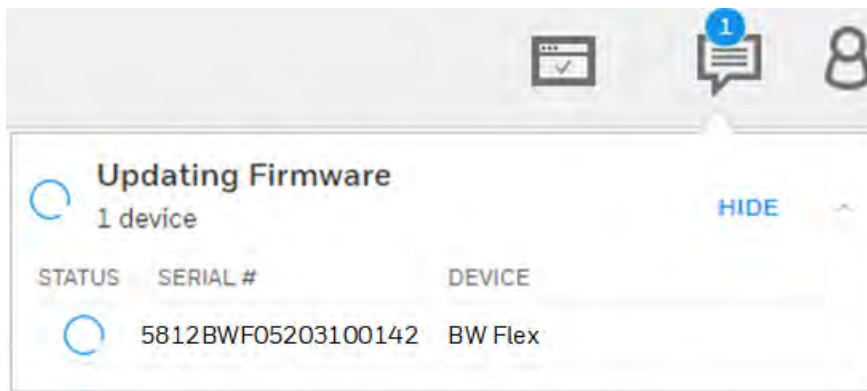 1
Updating Firmware
1 device
HIDE
STATUS SERIAL # DEVICE
5812BWF05203100142 BW Flex